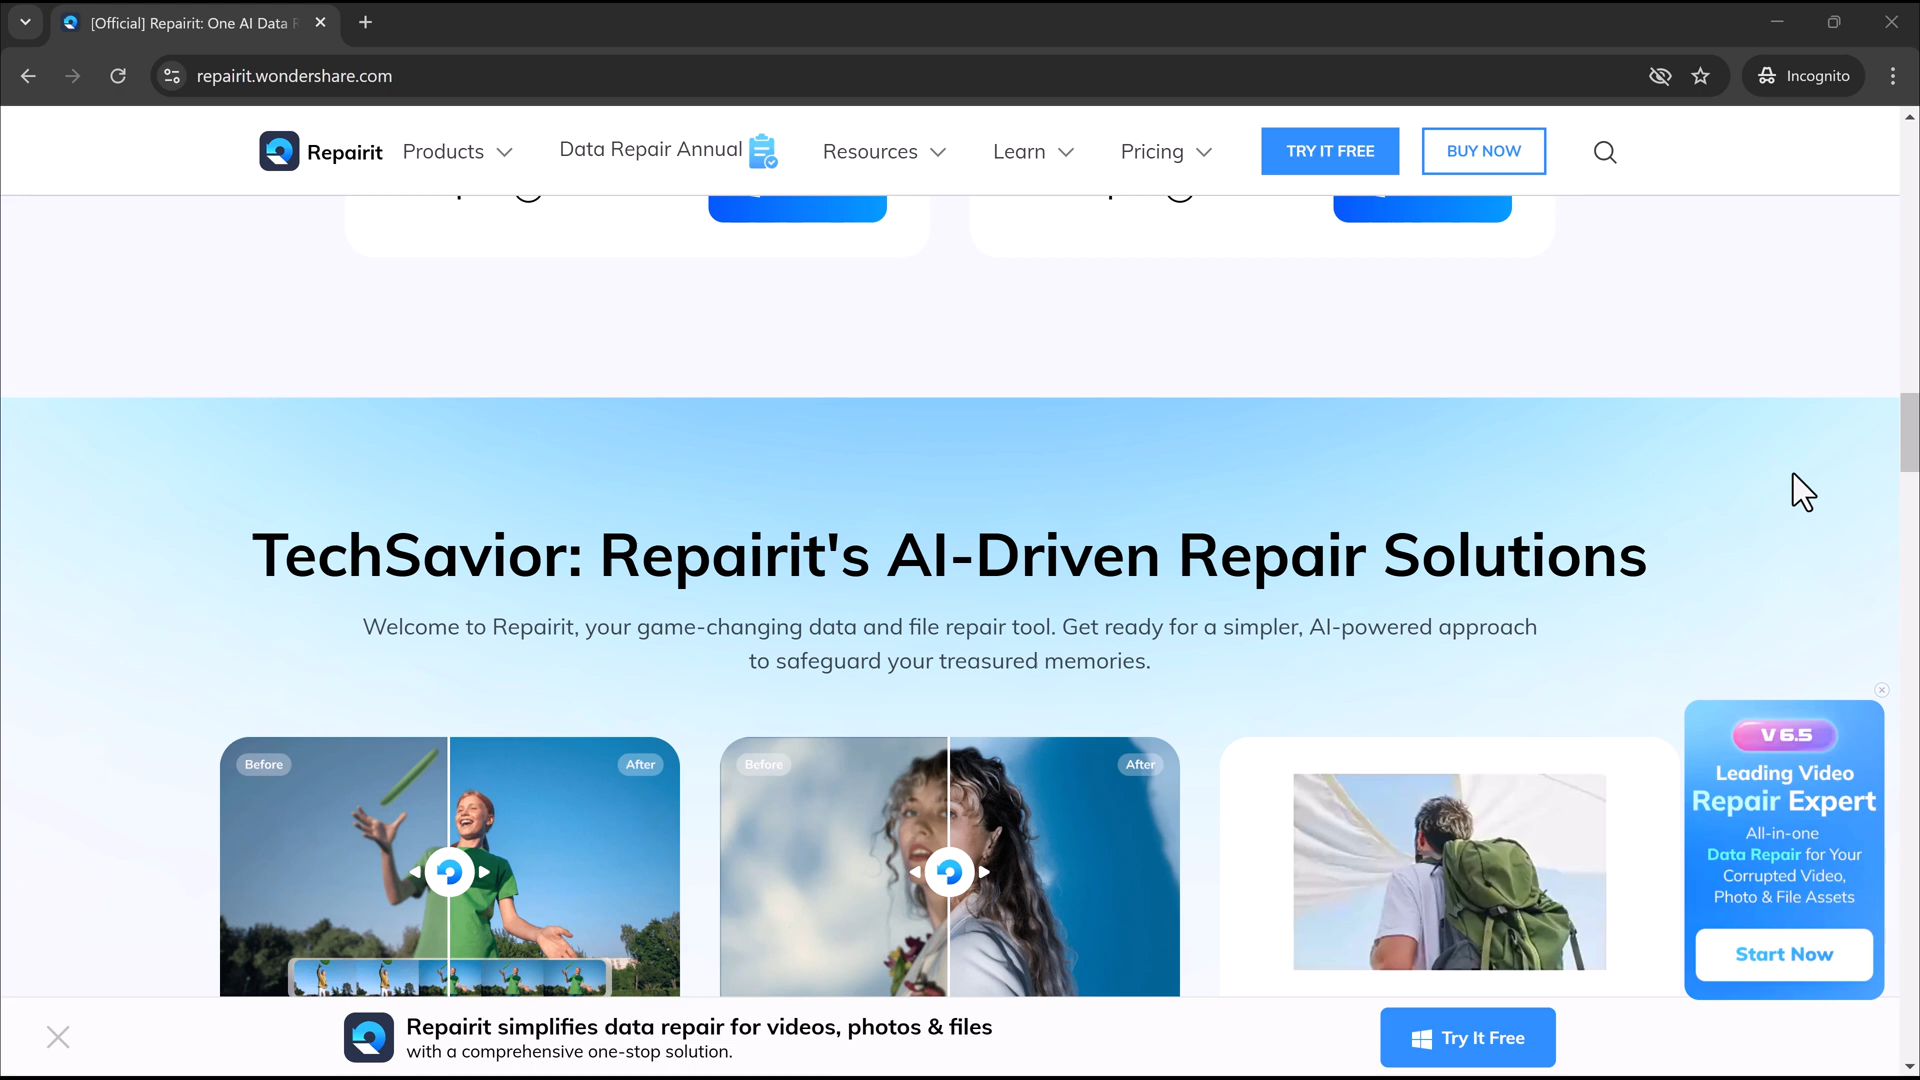 [Official] Repairit: One AI Data R
repairit.wondershare.com
Incognito
Repairit
Products
Data Repair Annual
Resources
Learn
Pricing
TRY IT FREE
BUY NOW
TechSavior: Repairit's AI-Driven Repair Solutions
Welcome to Repairit, your game-changing data and file repair tool. Get ready for a simpler, AI-powered approach
to safeguard your treasured memories.
Before
After
Before
After
V 6.5
Leading Video
Repair Expert
All-in-one
Data Repair for Your
Corrupted Video,
Photo & File Assets
Start Now
Repairit simplifies data repair for videos, photos & files
with a comprehensive one-stop solution.
Try It Free